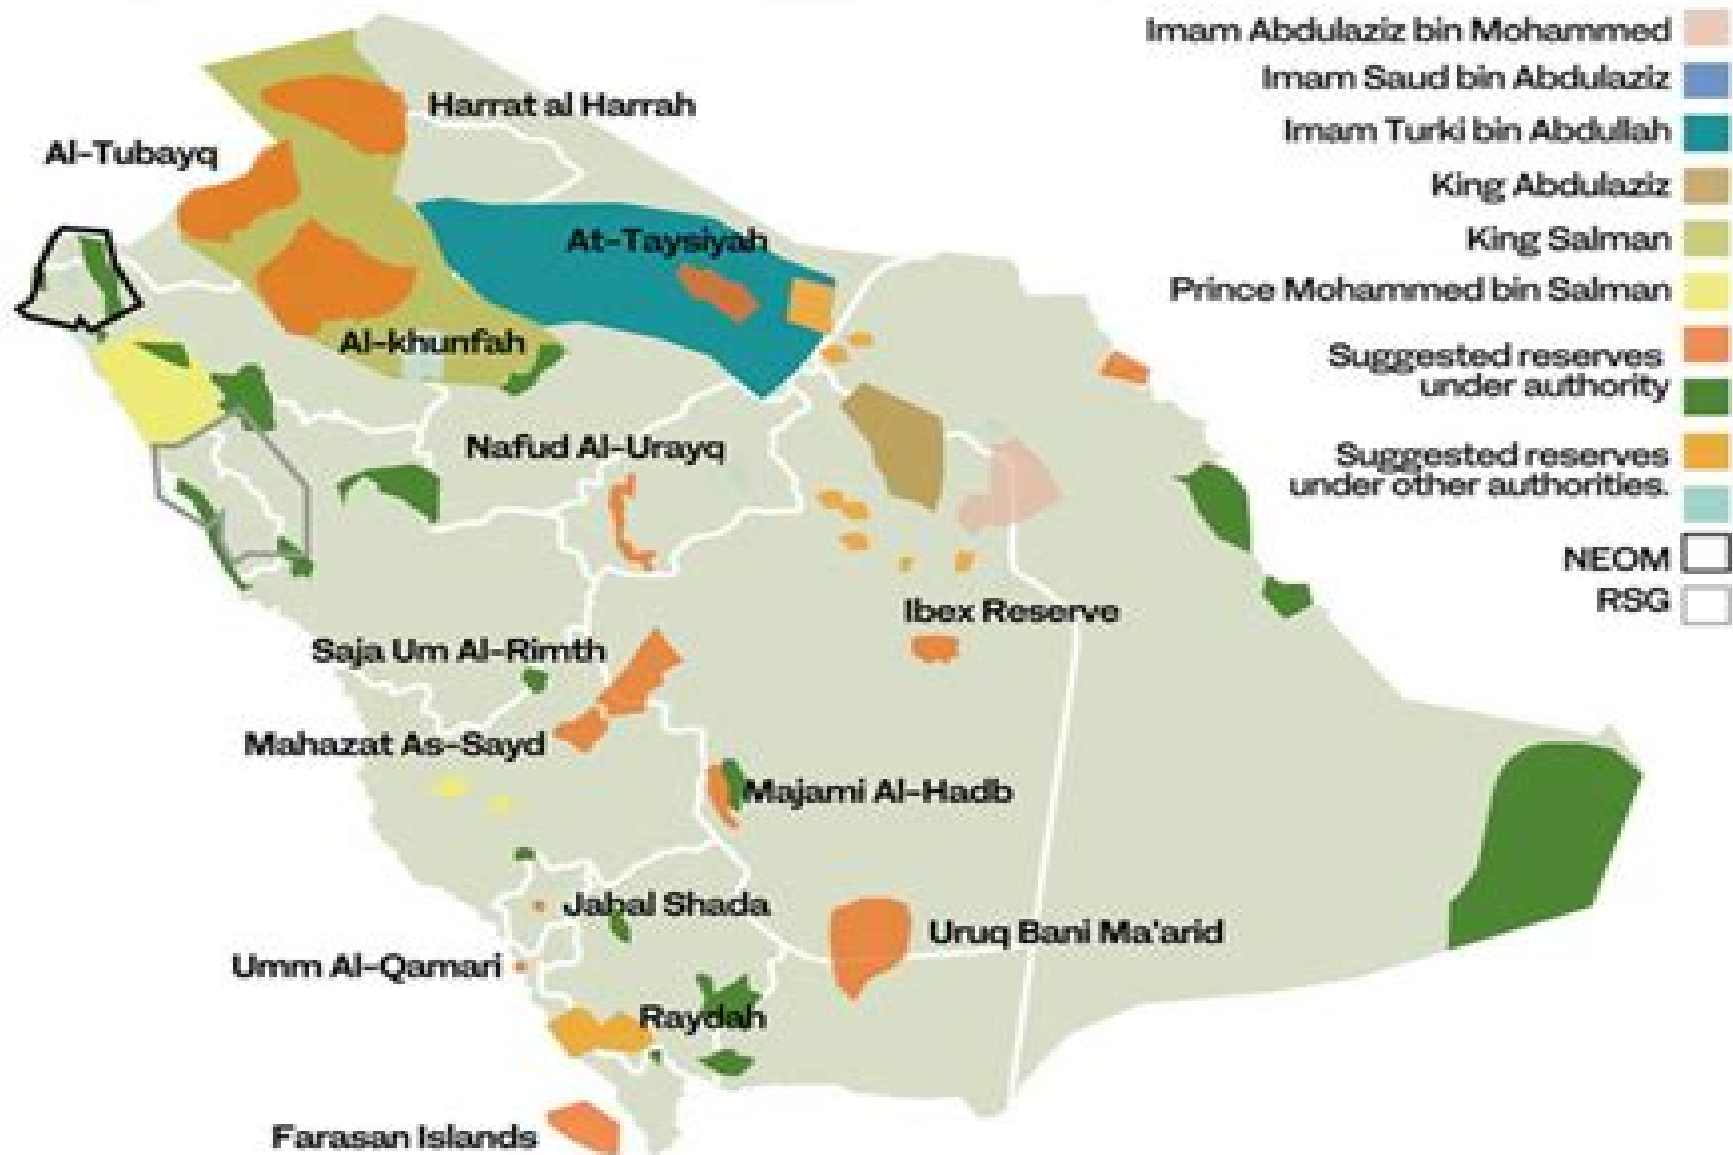 Imam Abdulaziz bin Mohammed
Imam Saud bin Abdulaziz
Imam Turki bin Abdullah
King Abdulaziz
King Salman
Prince Mohammed bin Salman
Suggested reserves
under authority
Suggested reserves
under other authorities.
NEOM
RSG
Harrat al Harrah
Al-Tubayq
At-Taysiyah
Al-khunfah
Nafud Al-Urayq
Ibex Reserve
Saja Um Al-Rimth
Mahazat As-Sayd
Majami Al-Hadb
Jabal Shada
Uruq Bani Ma'arid
Umm Al-Qamari
Raydah
Farasan Islands